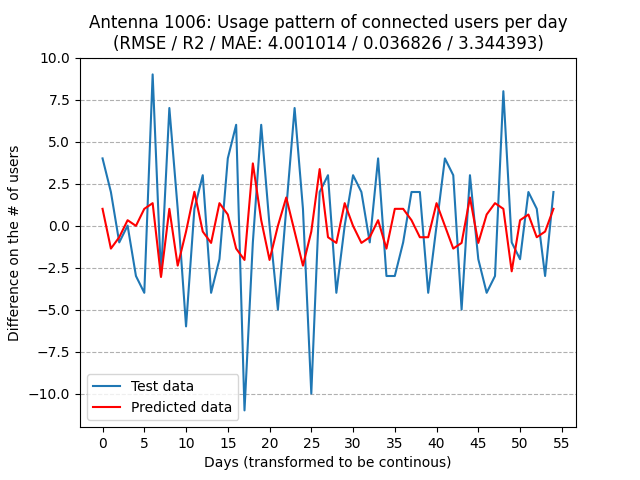 Antenna 1006: Usage pattern of connected users per day
(RMSE / R2 / MAE: 4.001014 / 0.036826 / 3.344393)
10.0
7.5
5.0
2.5
0.0
−2.5
−5.0
−7.5
−10.0
Difference on the # of users
Test data
Predicted data
0 5 10 15 20 25 30 35 40 45 50 55
Days (transformed to be continous)